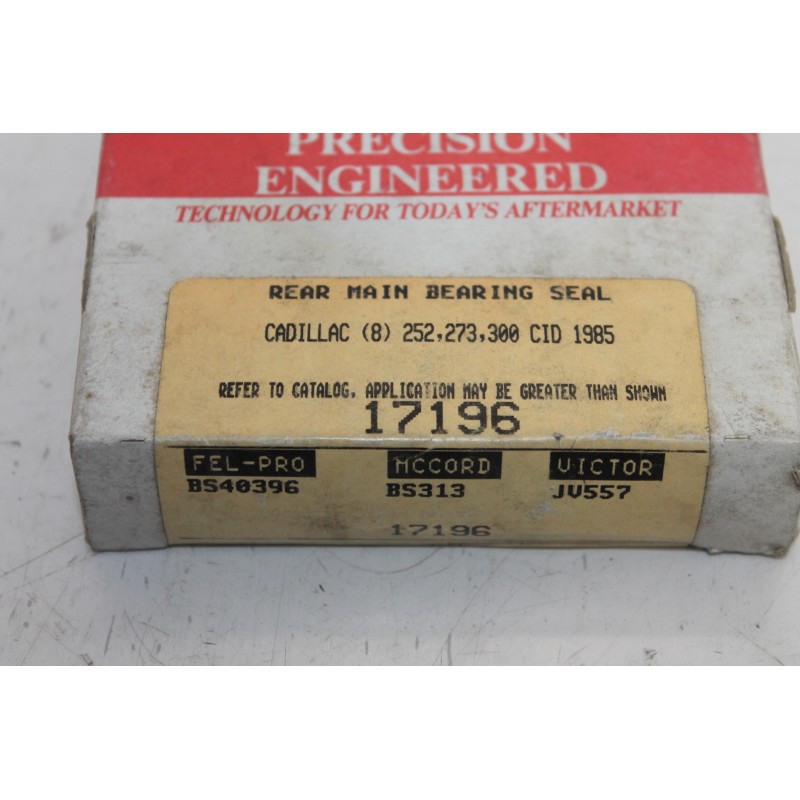 PRECISION
ENGINEERED
TECHNOLOGY FOR TODAY'S AFTERMARKET
REAR MAIN BEARING SEAL
CADILLAC (8) 252,273,300 CID 1985
REFER TO CATALOG, APPLICATION MAY BE GREATER THAN SHOWN
17196
FEL-PRO MCCORD VICTOR
BS40396 BS313 JV557
17196